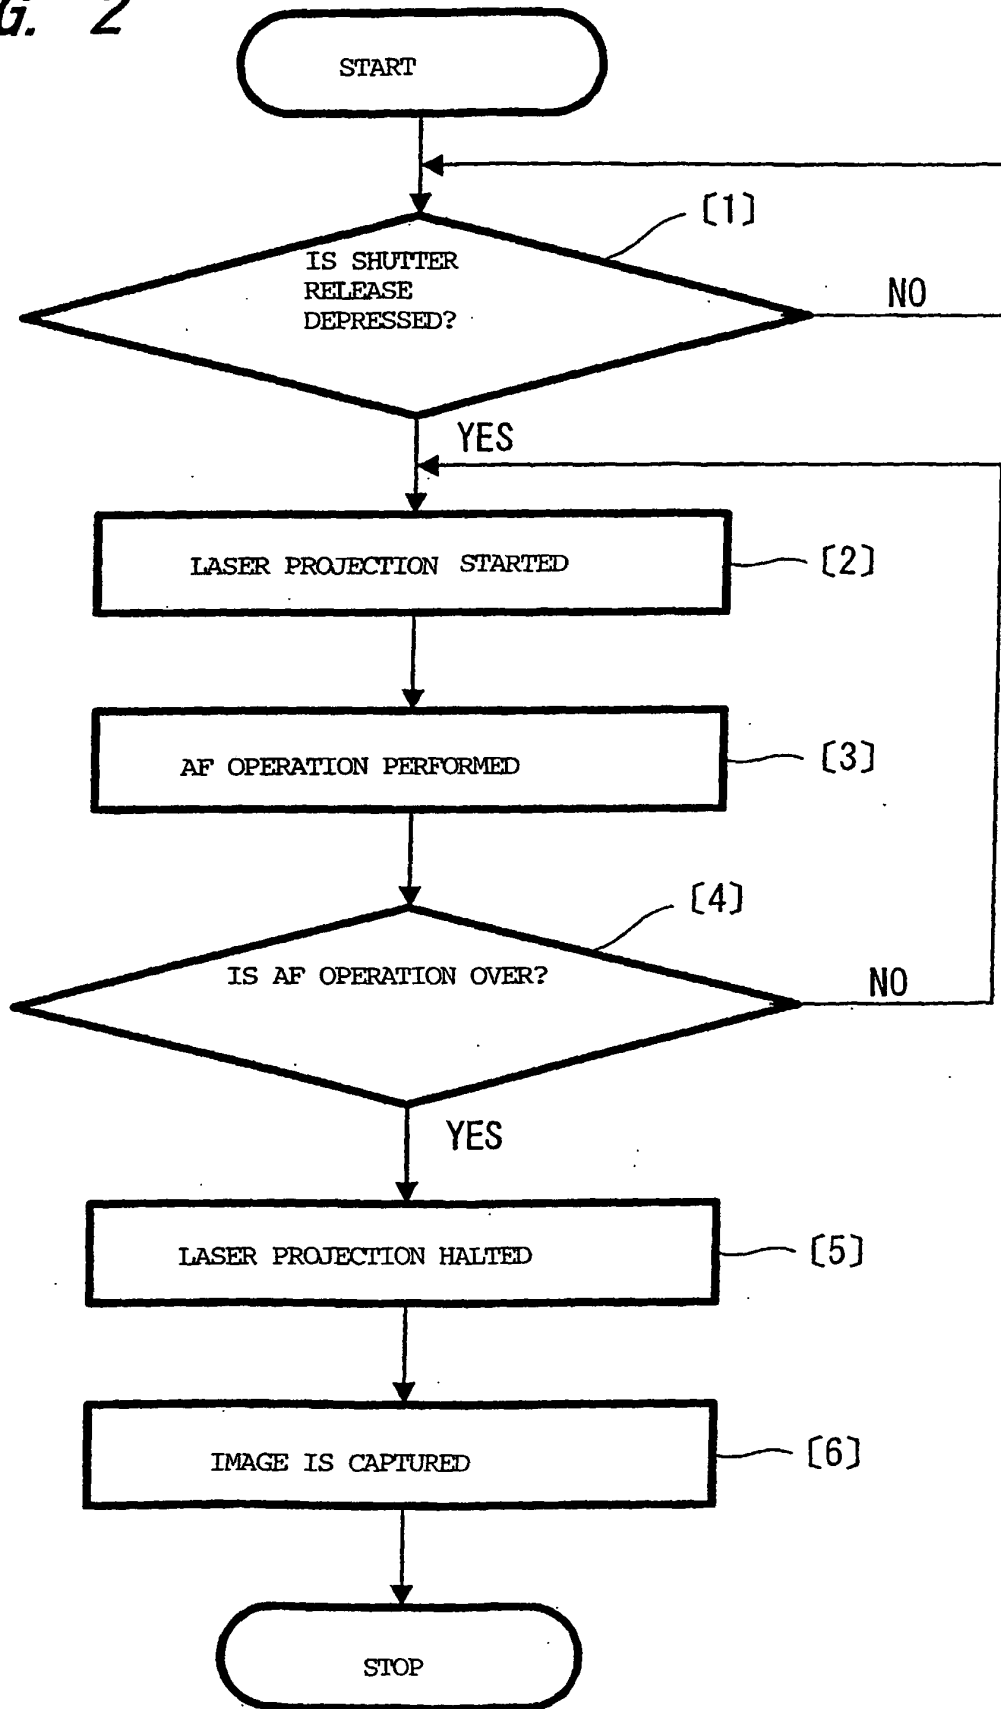 G. 2
START
[1]
IS SHUTTER
RELEASE
DEPRESSED?
NO
YES
LASER PROJECTION STARTED
[2]
AF OPERATION PERFORMED
[3]
[4]
IS AF OPERATION OVER?
NO
YES
LASER PROJECTION HALTED
[5]
IMAGE IS CAPTURED
[6]
STOP